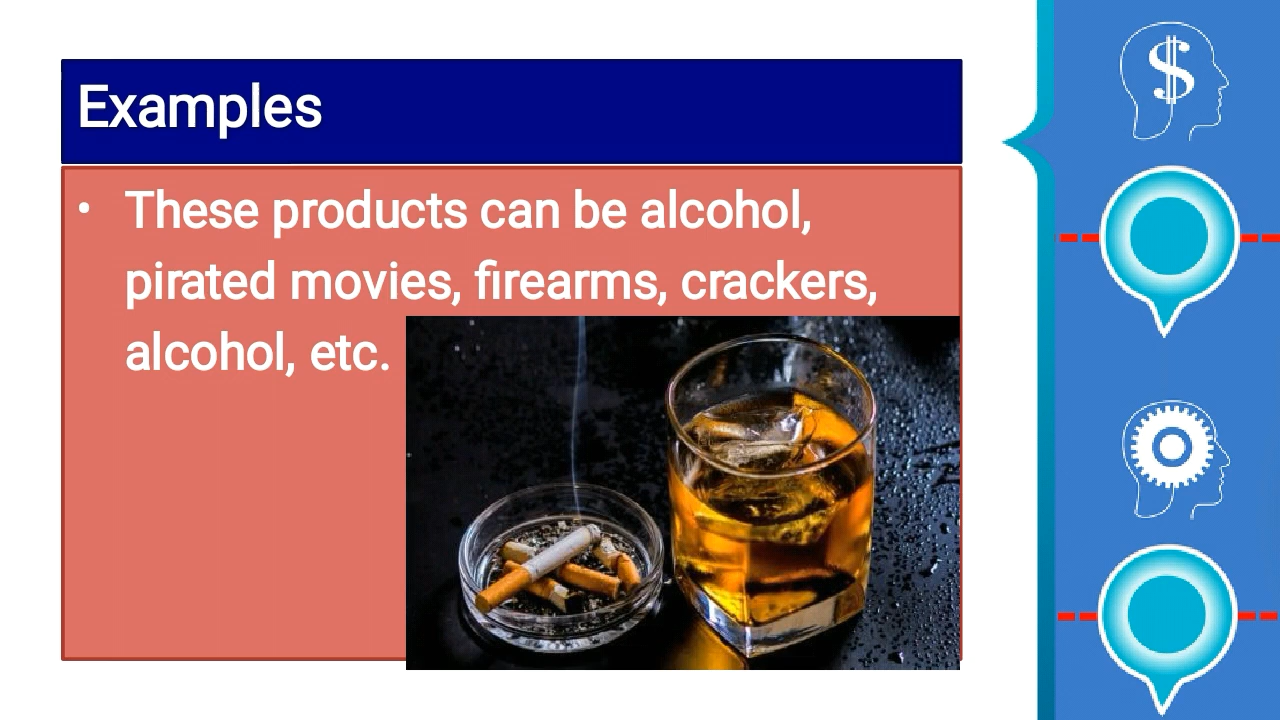 Examples
• These products can be alcohol,
pirated movies, firearms, crackers,
alcohol, etc.
$